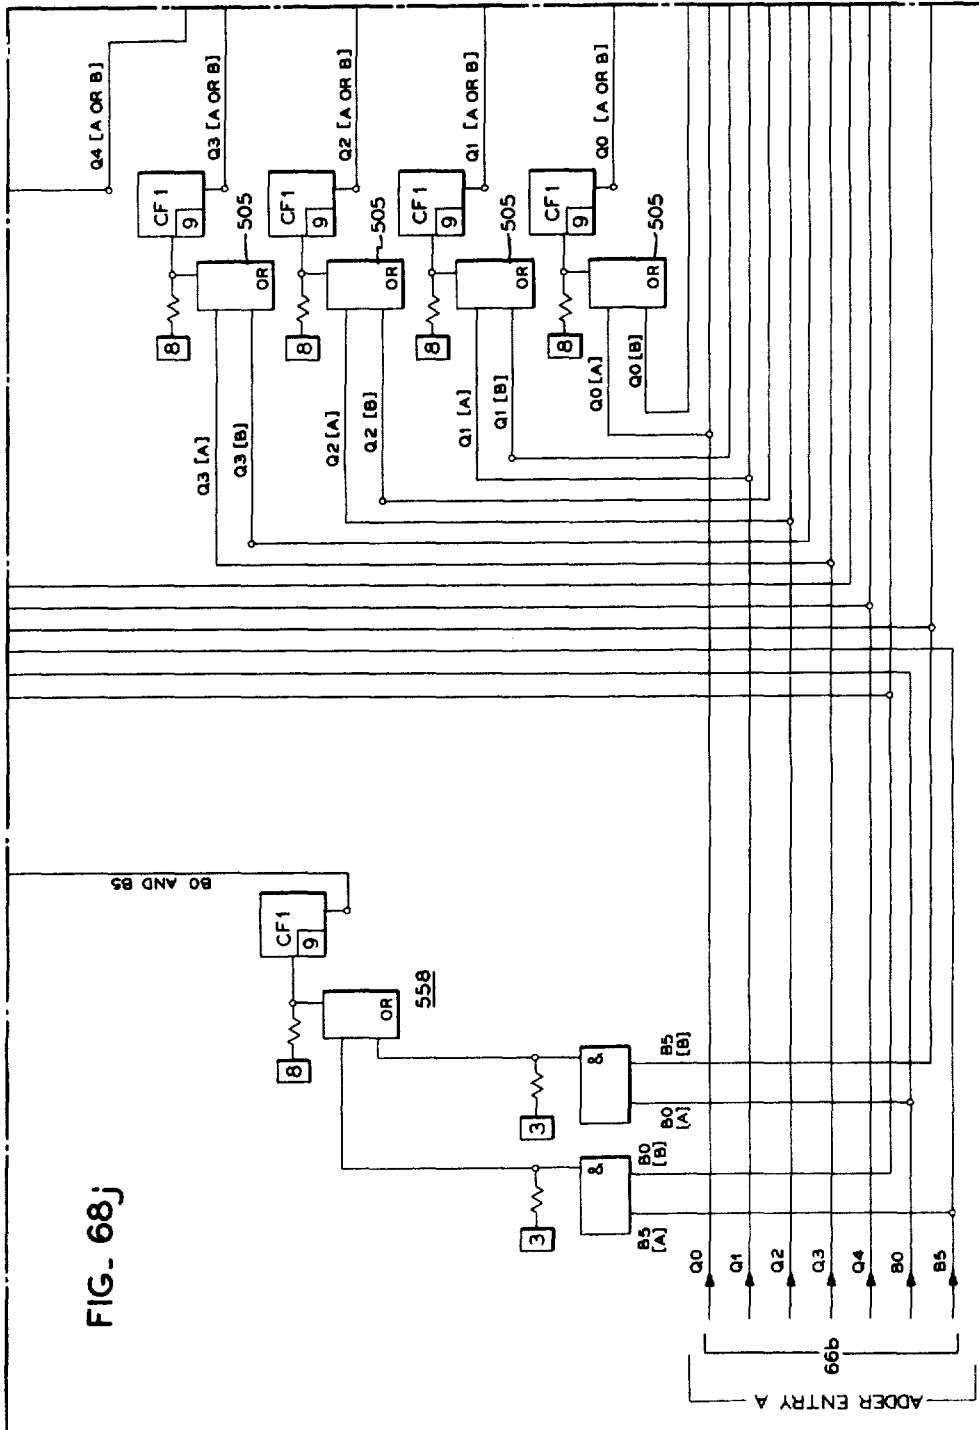 FIG. 68j
Q4 [A OR B]
Q3 [A OR B]
Q2 [A OR B]
Q1 [A OR B]
Q0 [A OR B]
CF1
9
CF1
9
CF1
9
CF1
9
505
505
505
505
OR
OR
OR
OR
8
8
8
8
Q3 [A]
Q3 [B]
Q2 [A]
Q2 [B]
Q1 [A]
Q1 [B]
Q0 [A]
Q0 [B]
B0 AND B5
CF1
9
OR
558
8
3
&
B5
[B]
B0
[A]
3
&
B0
[B]
B5
[A]
Q0
Q1
Q2
Q3
Q4
B0
B5
66b
ADDER ENTRY A